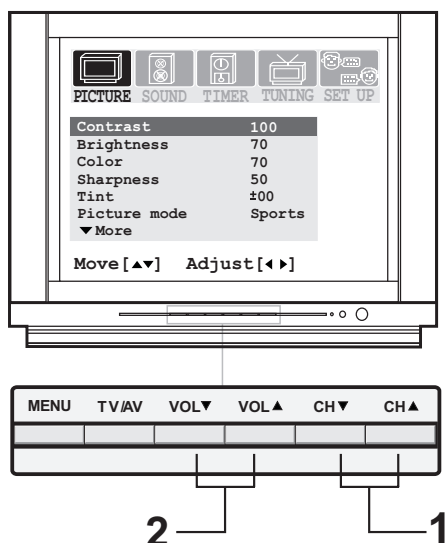 PICTURE SOUND TIMER TUNING SET UP
Contrast 100
Brightness 70
Color 70
Sharpness 50
Tint ±00
Picture mode Sports
▼More
Move[▲▼] Adjust[◀ ▶]
MENU TV/AV VOL▼ VOL▲ CH▼ CH▲
2 1